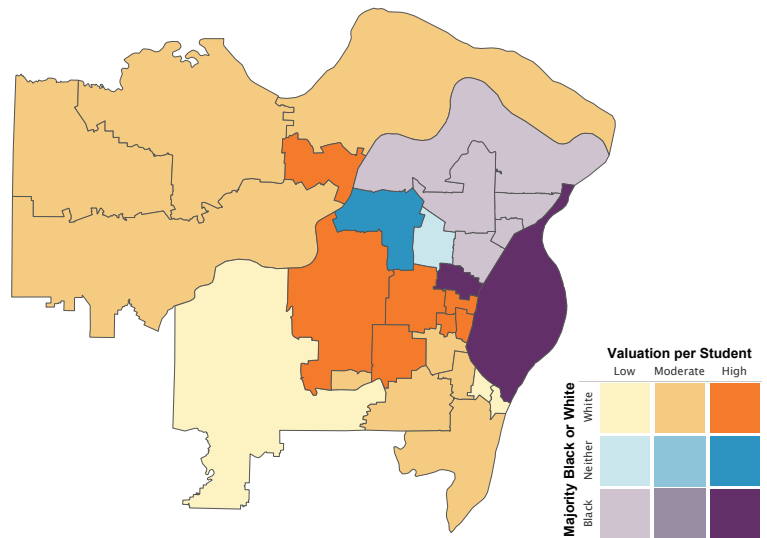 Valuation per Student
Low Moderate High
Majority Black or White
White
Neither
Black